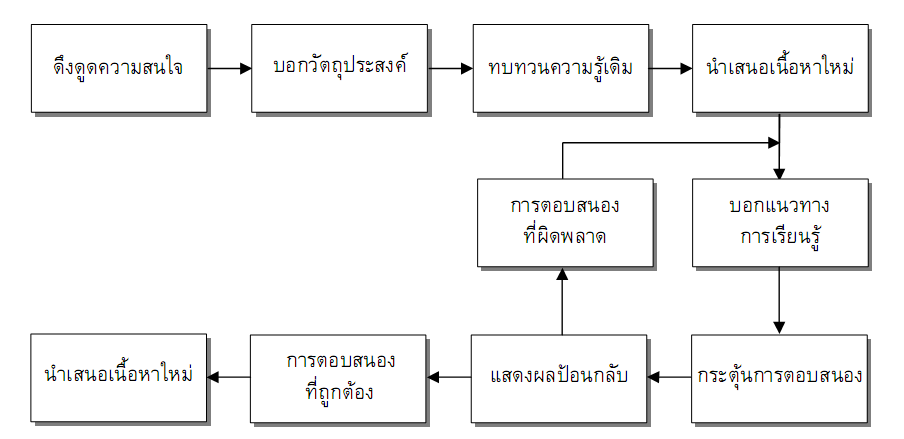 ดึงดูดความสนใจ
บอกวัตถุประสงค์
ทบทวนความรู้เดิม
นำเสนอเนื้อหาใหม่
การตอบสนอง
ที่ผิดพลาด
บอกแนวทาง
การเรียนรู้
นำเสนอเนื้อหาใหม่
การตอบสนอง
ที่ถูกต้อง
แสดงผลป้อนกลับ
กระตุ้นการตอบสนอง